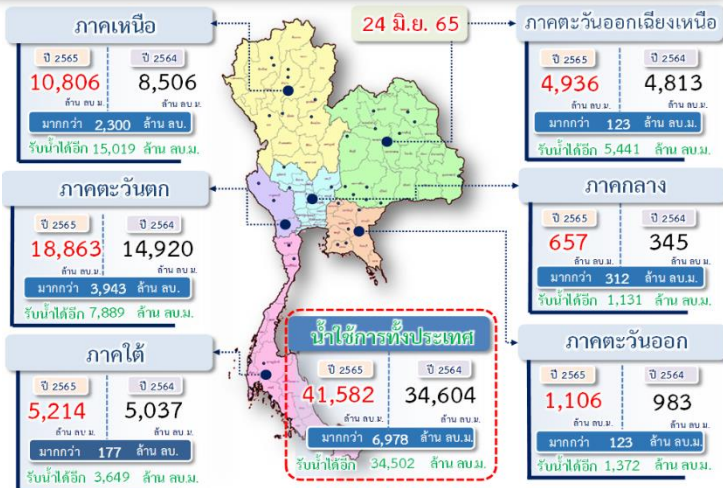 24 มิ.ย. 65
ภาคเหนือ
ปี 2565 ปี 2564
10,806 8,506
ล้าน ลบ.ม. ล้าน ลบ.ม.
มากกว่า 2,300 ล้าน ลบ.
รับน้ำได้อีก 15,019 ล้าน ลบ.ม.
ภาคตะวันตก
ปี 2565 ปี 2564
18,863 14,920
ล้าน ลบ.ม. ล้าน ลบ.ม.
มากกว่า 3,943 ล้าน ลบ.
รับน้ำได้อีก 7,889 ล้าน ลบ.ม.
ภาคใต้
ปี 2565 ปี 2564
5,214 5,037
ล้าน ลบ.ม. ล้าน ลบ.ม.
มากกว่า 177 ล้าน ลบ.
รับน้ำได้อีก 3,649 ล้าน ลบ.ม.
น้ำใช้การทั้งประเทศ
ปี 2565 ปี 2564
41,582 34,604
ล้าน ลบ.ม. ล้าน ลบ.ม.
มากกว่า 6,978 ล้าน ลบ.ม.
รับน้ำได้อีก 34,502 ล้าน ลบ.ม.
ภาคตะวันออกเฉียงเหนือ
ปี 2565 ปี 2564
4,936 4,813
ล้าน ลบ.ม. ล้าน ลบ.ม.
มากกว่า 123 ล้าน ลบ.ม.
รับน้ำได้อีก 5,441 ล้าน ลบ.ม.
ภาคกลาง
ปี 2565 ปี 2564
657 345
ล้าน ลบ.ม. ล้าน ลบ.ม.
มากกว่า 312 ล้าน ลบ.ม.
รับน้ำได้อีก 1,131 ล้าน ลบ.ม.
ภาคตะวันออก
ปี 2565 ปี 2564
1,106 983
ล้าน ลบ.ม. ล้าน ลบ.ม.
มากกว่า 123 ล้าน ลบ.ม.
รับน้ำได้อีก 1,372 ล้าน ลบ.ม.